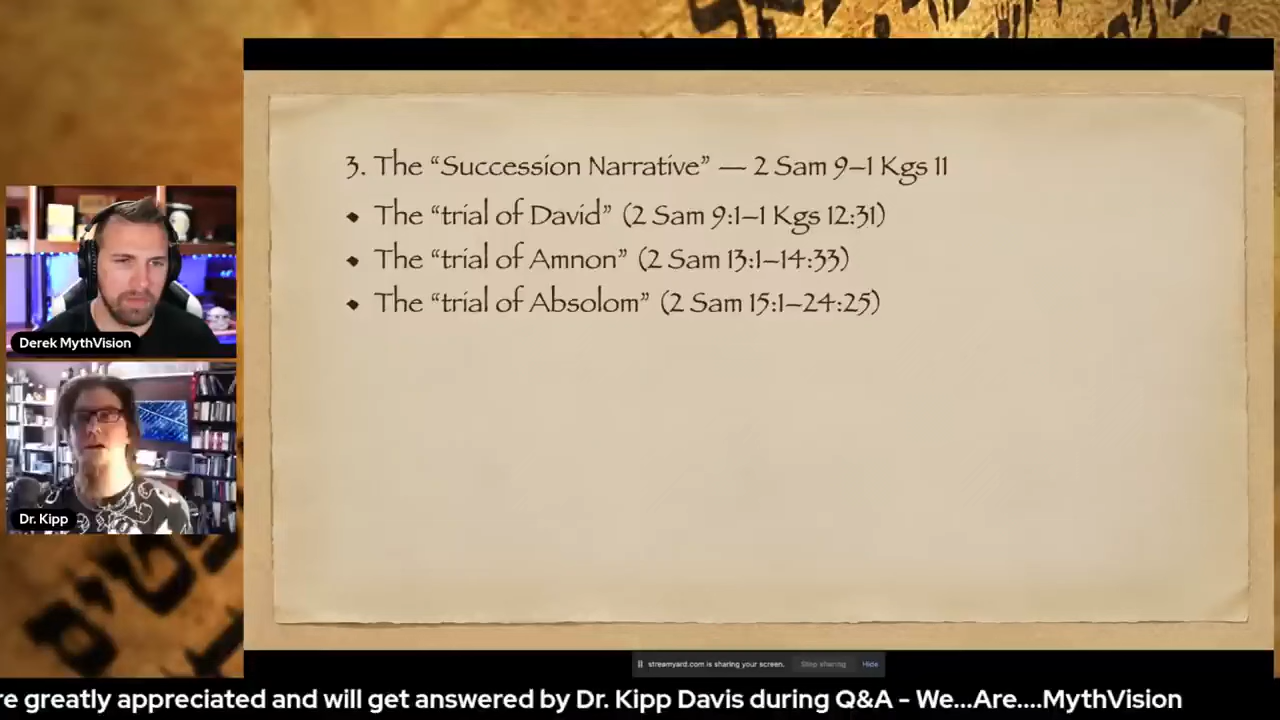 3. The “Succession Narrative” — 2 Sam 9–1 Kgs 11
• The “trial of David” (2 Sam 9:1–1 Kgs 12:31)
• The “trial of Amnon” (2 Sam 13:1–14:33)
• The “trial of Absolom” (2 Sam 15:1–24:25)
Derek MythVision
Dr. Kipp
streamyard.com is sharing your screen. Stop sharing Hide
re greatly appreciated and will get answered by Dr. Kipp Davis during Q&A - We...Are....MythVision